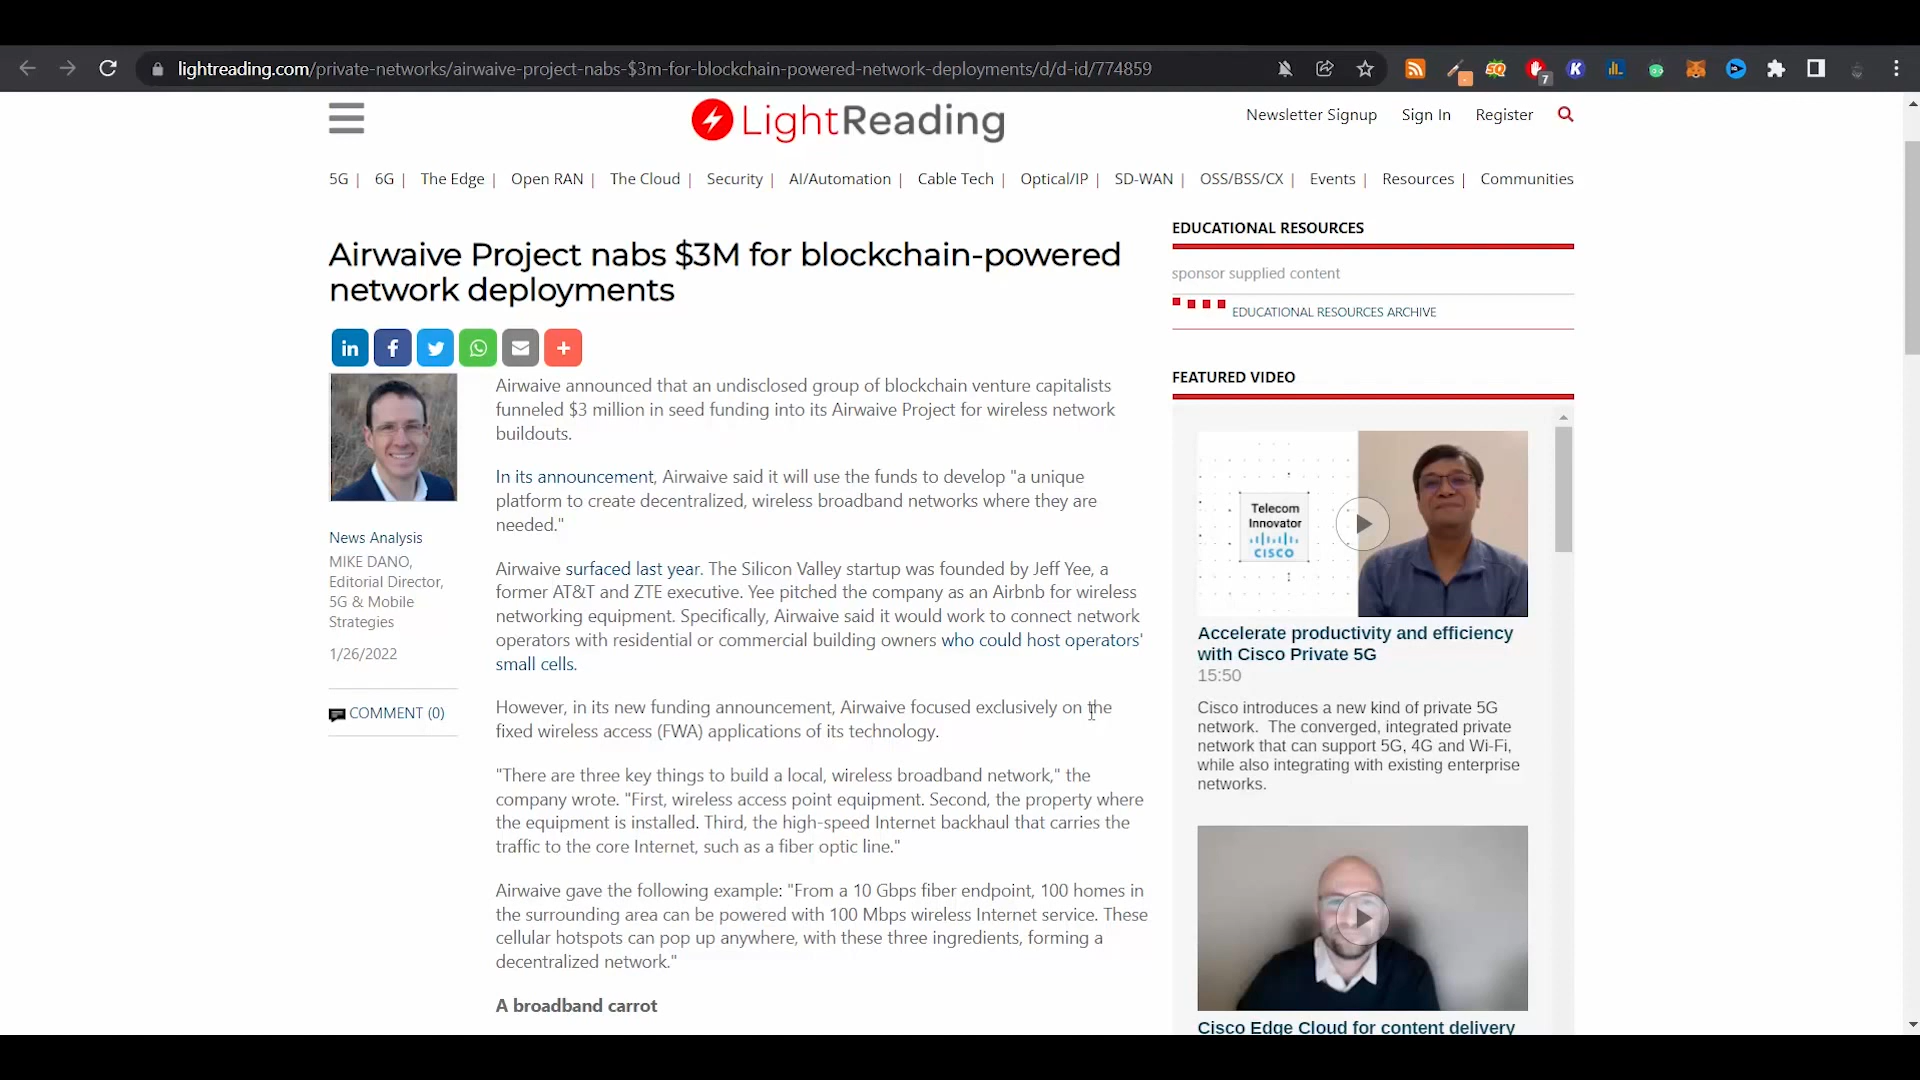 lightreading.com/private-networks/airwaive-project-nabs-$3m-for-blockchain-powered-network-deployments/d/d-id/774859
7
LightReading
Newsletter Signup Sign In Register
5G | 6G | The Edge | Open RAN | The Cloud | Security | AI/Automation | Cable Tech | Optical/IP | SD-WAN | OSS/BSS/CX | Events | Resources | Communities
Airwaive Project nabs $3M for blockchain-powered
network deployments
News Analysis
MIKE DANO,
Editorial Director,
5G & Mobile
Strategies
1/26/2022
COMMENT (0)
Airwaive announced that an undisclosed group of blockchain venture capitalists
funneled $3 million in seed funding into its Airwaive Project for wireless network
buildouts.
In its announcement, Airwaive said it will use the funds to develop "a unique
platform to create decentralized, wireless broadband networks where they are
needed."
Airwaive surfaced last year. The Silicon Valley startup was founded by Jeff Yee, a
former AT&T and ZTE executive. Yee pitched the company as an Airbnb for wireless
networking equipment. Specifically, Airwaive said it would work to connect network
operators with residential or commercial building owners who could host operators'
small cells.
However, in its new funding announcement, Airwaive focused exclusively on the
fixed wireless access (FWA) applications of its technology.
"There are three key things to build a local, wireless broadband network," the
company wrote. "First, wireless access point equipment. Second, the property where
the equipment is installed. Third, the high-speed Internet backhaul that carries the
traffic to the core Internet, such as a fiber optic line."
Airwaive gave the following example: "From a 10 Gbps fiber endpoint, 100 homes in
the surrounding area can be powered with 100 Mbps wireless Internet service. These
cellular hotspots can pop up anywhere, with these three ingredients, forming a
decentralized network."
A broadband carrot
EDUCATIONAL RESOURCES
sponsor supplied content
EDUCATIONAL RESOURCES ARCHIVE
FEATURED VIDEO
Telecom
Innovator
CISCO
Accelerate productivity and efficiency
with Cisco Private 5G
15:50
Cisco introduces a new kind of private 5G
network. The converged, integrated private
network that can support 5G, 4G and Wi-Fi,
while also integrating with existing enterprise
networks.
Cisco Edge Cloud for content delivery